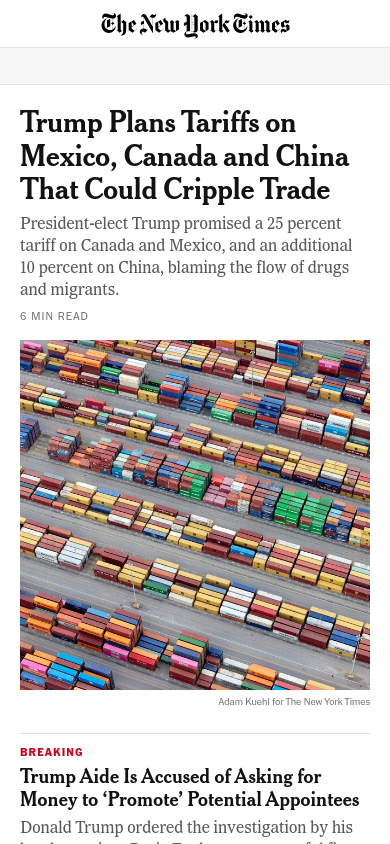 The New York Times
Trump Plans Tariffs on
Mexico, Canada and China
That Could Cripple Trade
President-elect Trump promised a 25 percent
tariff on Canada and Mexico, and an additional
10 percent on China, blaming the flow of drugs
and migrants.
6 MIN READ
Adam Kuehl for The New York Times
BREAKING
Trump Aide Is Accused of Asking for
Money to ‘Promote’ Potential Appointees
Donald Trump ordered the investigation by his